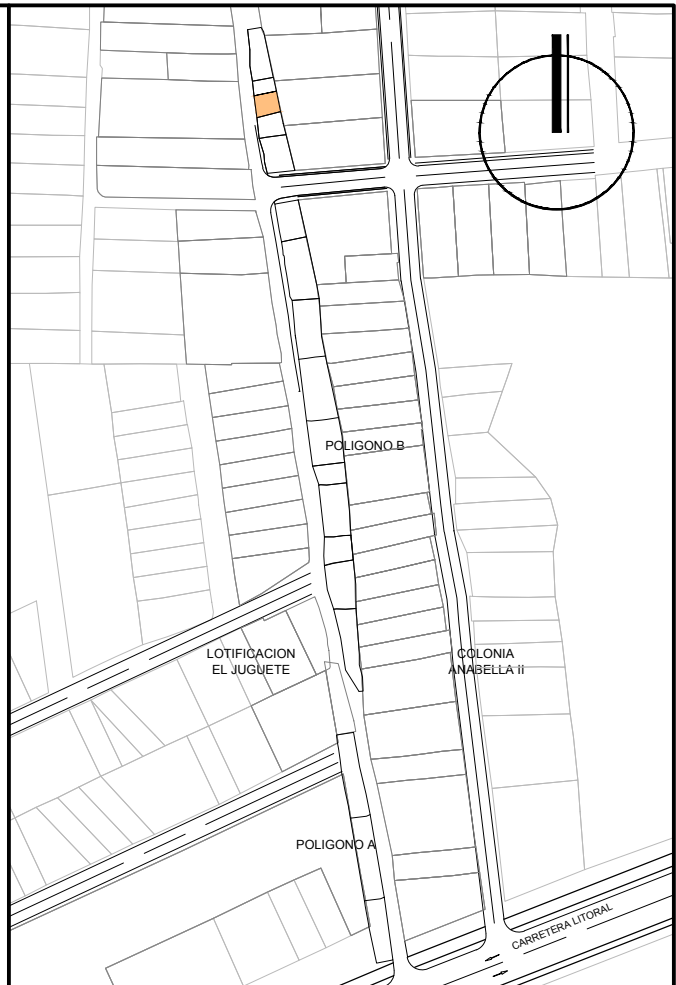 POLIGONO B
LOTIFICACION
EL JUGUETE
COLONIA
ANABELLA II
POLIGONO A
CARRETERA LITORAL